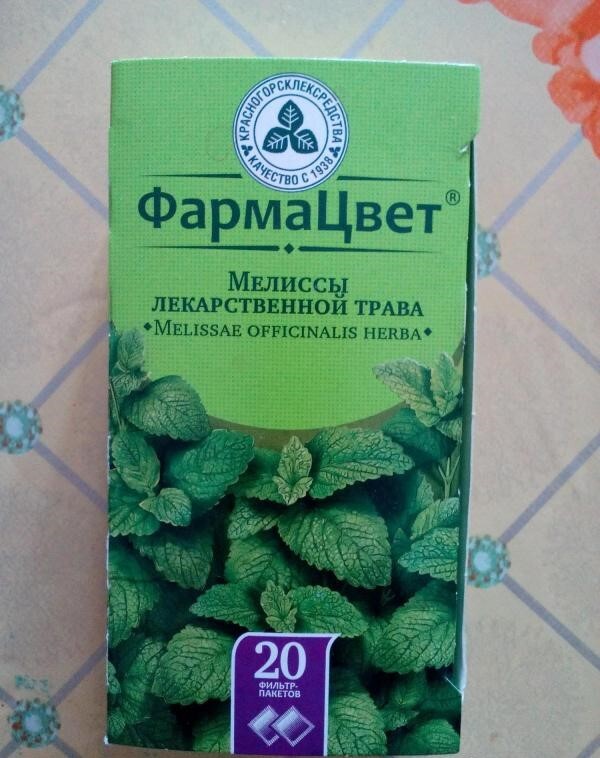 КРАСНОГОРСКЛЕКСРЕДСТВА
КАЧЕСТВО С 1938
ФармаЦвет®
Мелиссы
лекарственной трава
Melissae officinalis herba
20
ФИЛЬТР-
ПАКЕТОВ